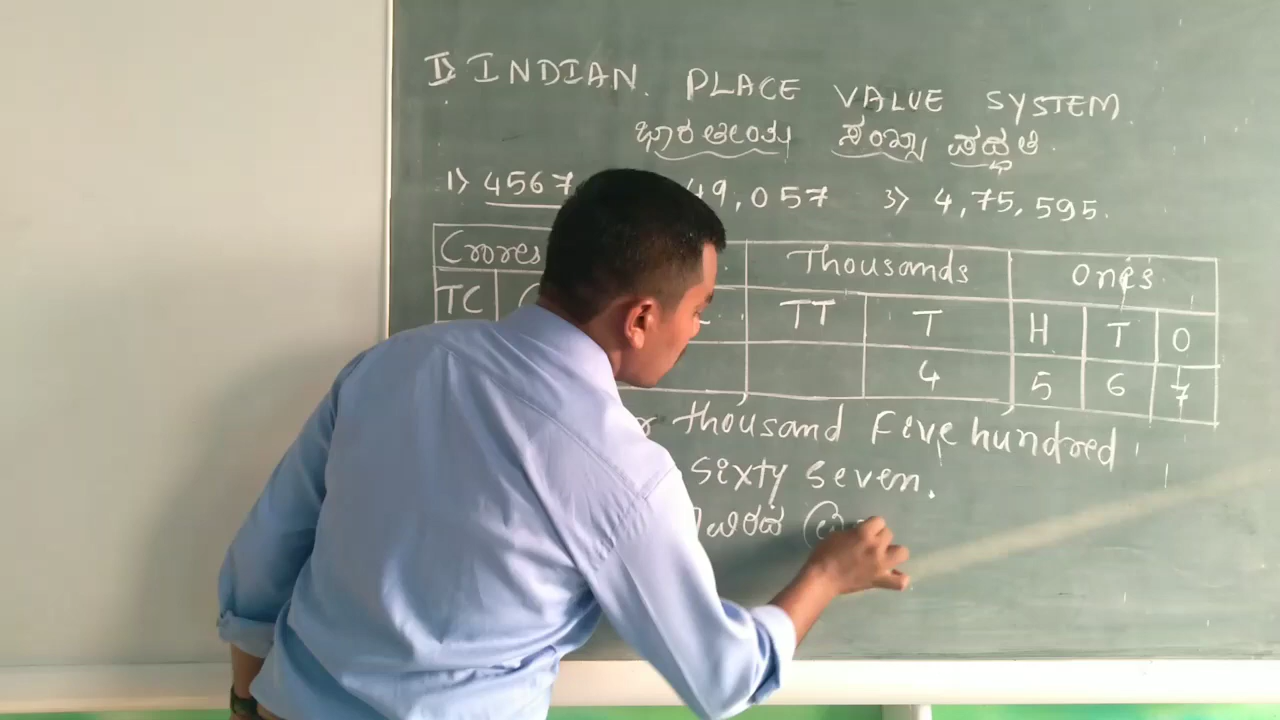 I> INDIAN. PLACE VALUE SYSTEM.
ಭಾರತೀಯ ಸಂಖ್ಯಾ ಪದ್ಧತಿ.
1> 4567 49,057 3> 4,75,595.
Crores Thousands Ones
TC TT T H T O
4 5 6 7
thousand Five hundred
Sixty Seven.